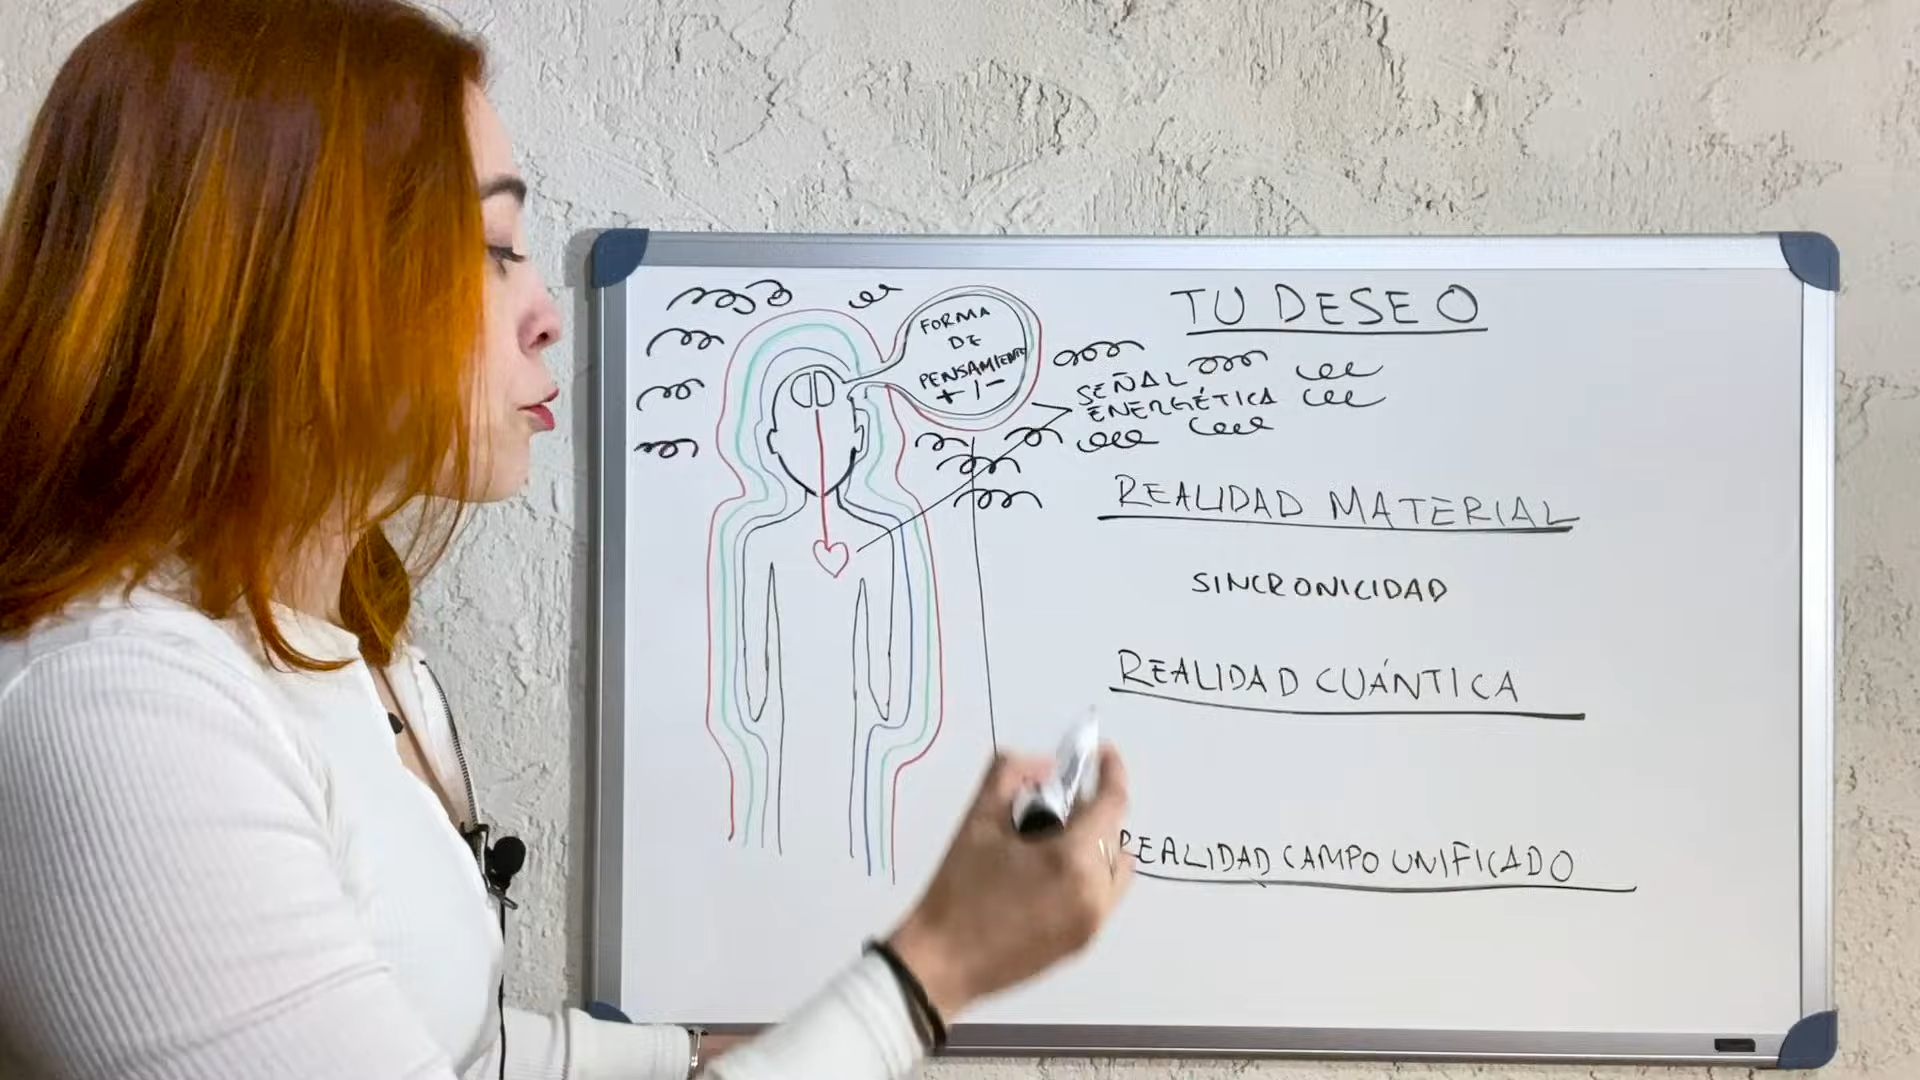 FORMA
DE
PENSAMIENTO
+ / -
TU DESEO
SEÑAL
ENERGÉTICA
REALIDAD MATERIAL
SINCRONICIDAD
REALIDAD CUÁNTICA
REALIDAD CAMPO UNIFICADO